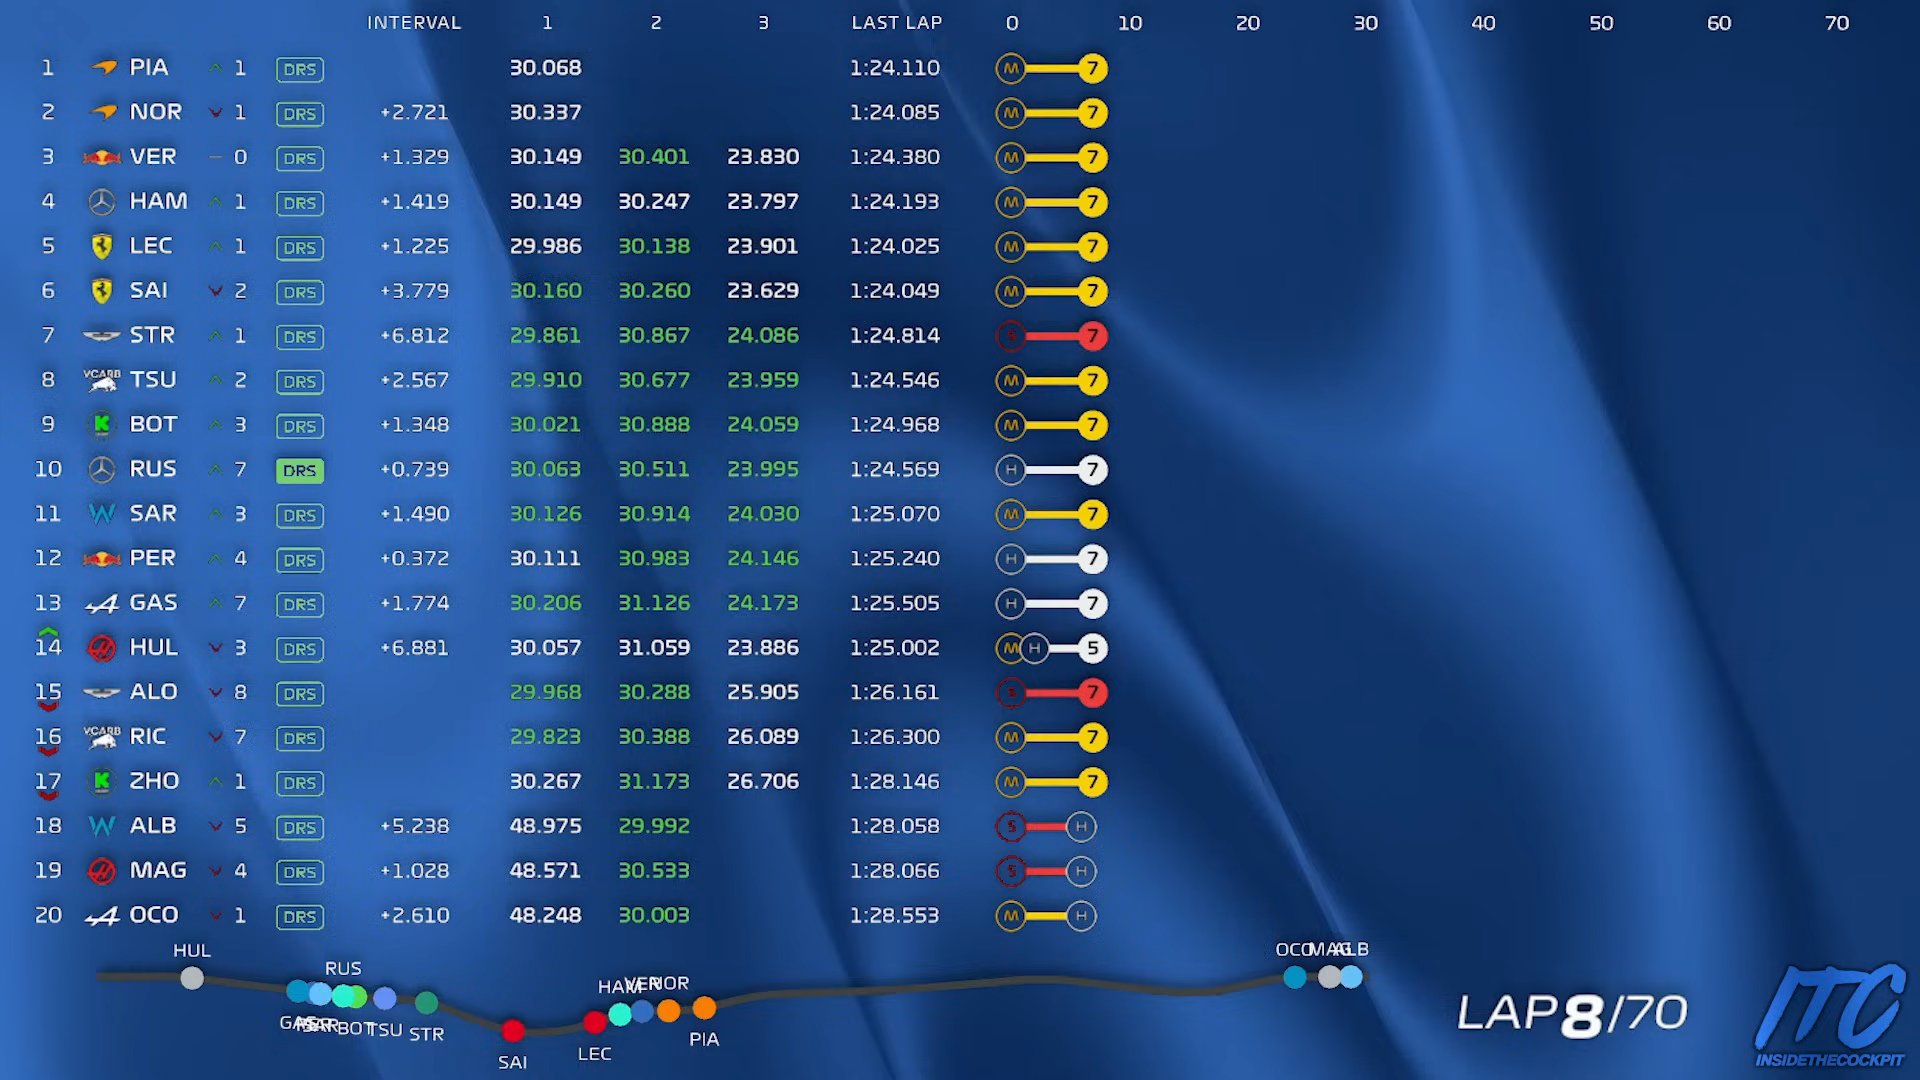 INTERVAL 1 2 3 LAST LAP 0 10 20 30 40 50 60 70
1 PIA 1 DRS 30.068 1:24.110 M 7
2 NOR 1 DRS +2.721 30.337 1:24.085 M 7
3 VER 0 DRS +1.329 30.149 30.401 23.830 1:24.380 M 7
4 HAM 1 DRS +1.419 30.149 30.247 23.797 1:24.193 M 7
5 LEC 1 DRS +1.225 29.986 30.138 23.901 1:24.025 M 7
6 SAI 2 DRS +3.779 30.160 30.260 23.629 1:24.049 M 7
7 STR 1 DRS +6.812 29.861 30.867 24.086 1:24.814 S 7
8 VCARB TSU 2 DRS +2.567 29.910 30.677 23.959 1:24.546 M 7
9 K BOT 3 DRS +1.348 30.021 30.888 24.059 1:24.968 M 7
10 RUS 7 DRS +0.739 30.063 30.511 23.995 1:24.569 H 7
11 W SAR 3 DRS +1.490 30.126 30.914 24.030 1:25.070 M 7
12 PER 4 DRS +0.372 30.111 30.983 24.146 1:25.240 H 7
13 GAS 7 DRS +1.774 30.206 31.126 24.173 1:25.505 H 7
14 HUL 3 DRS +6.881 30.057 31.059 23.886 1:25.002 M H 5
15 ALO 8 DRS 29.968 30.288 25.905 1:26.161 S 7
16 VCARB RIC 7 DRS 29.823 30.388 26.089 1:26.300 M 7
17 K ZHO 1 DRS 30.267 31.173 26.706 1:28.146 M 7
18 W ALB 5 DRS +5.238 48.975 29.992 1:28.058 S H
19 MAG 4 DRS +1.028 48.571 30.533 1:28.066 S H
20 OCO 1 DRS +2.610 48.248 30.003 1:28.553 M H
HUL OCO MAG ALB
RUS
HAM VER NOR
GAS SAR BOT TSU STR PIA
SAI LEC
LAP 8/70
ITC
INSIDETHECOCKPIT